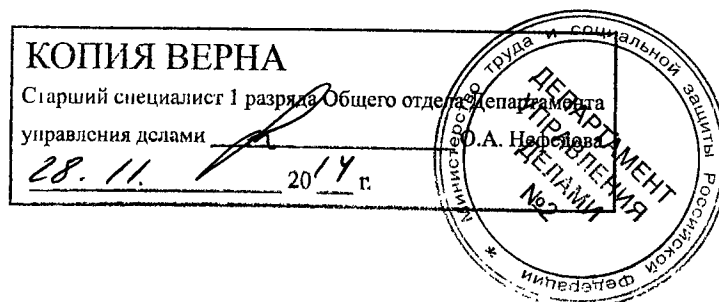 КОПИЯ ВЕРНА
Старший специалист 1 разряда Общего отдела Департамента
управления делами О.А. Нефедова
28. 11. 2014 г.
Министерство труда и социальной защиты Российской Федерации *
ДЕПАРТАМЕНТ
УПРАВЛЕНИЯ
ДЕЛАМИ
№2